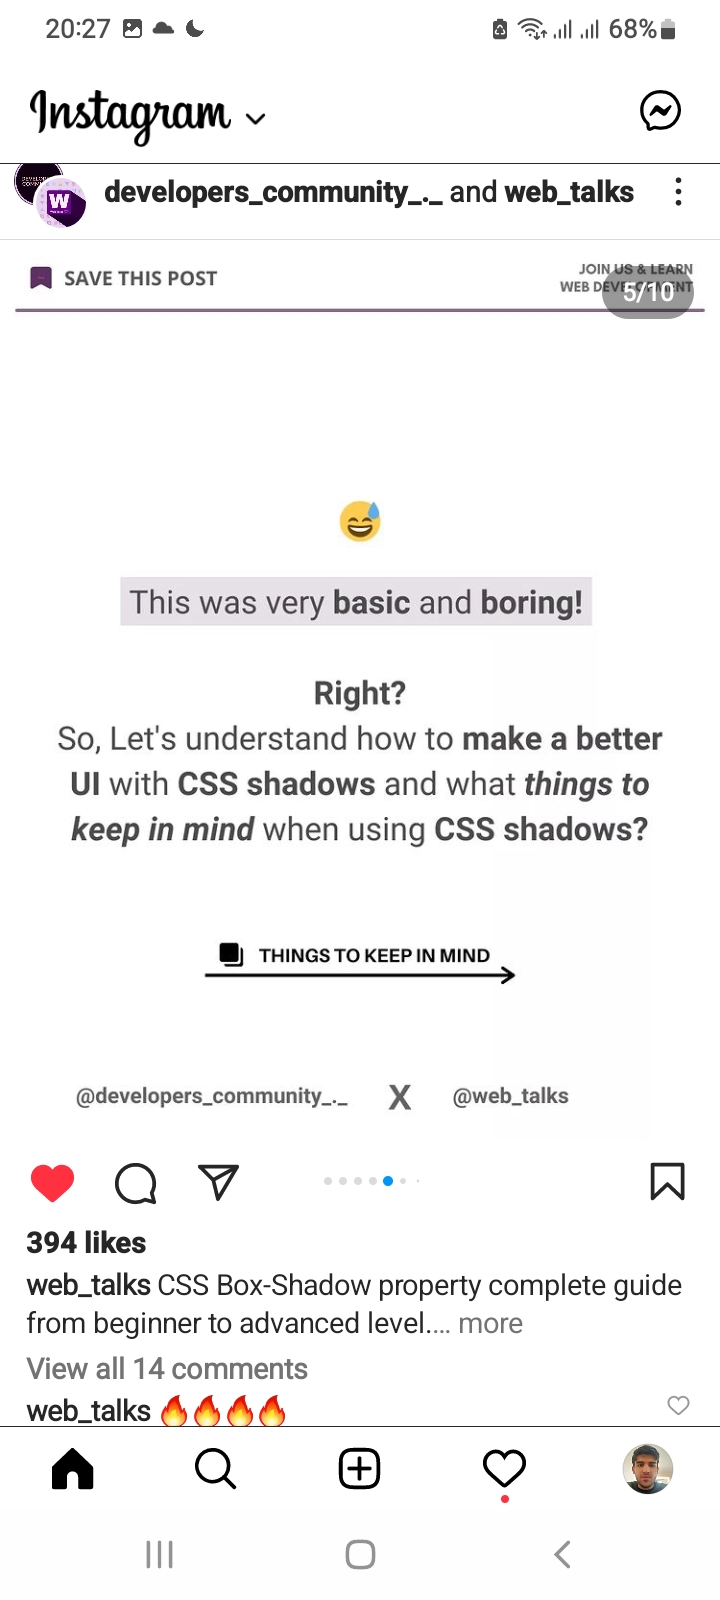 20:27 68%
Instagram
developers_community_._ and web_talks
SAVE THIS POST
JOIN US & LEARN
WEB DEVELOPMENT
5/10
This was very basic and boring!
Right?
So, Let's understand how to make a better
UI with CSS shadows and what things to
keep in mind when using CSS shadows?
THINGS TO KEEP IN MIND
@developers_community_._ X @web_talks
394 likes
web_talks CSS Box-Shadow property complete guide
from beginner to advanced level.... more
View all 14 comments
web_talks 🔥🔥🔥🔥